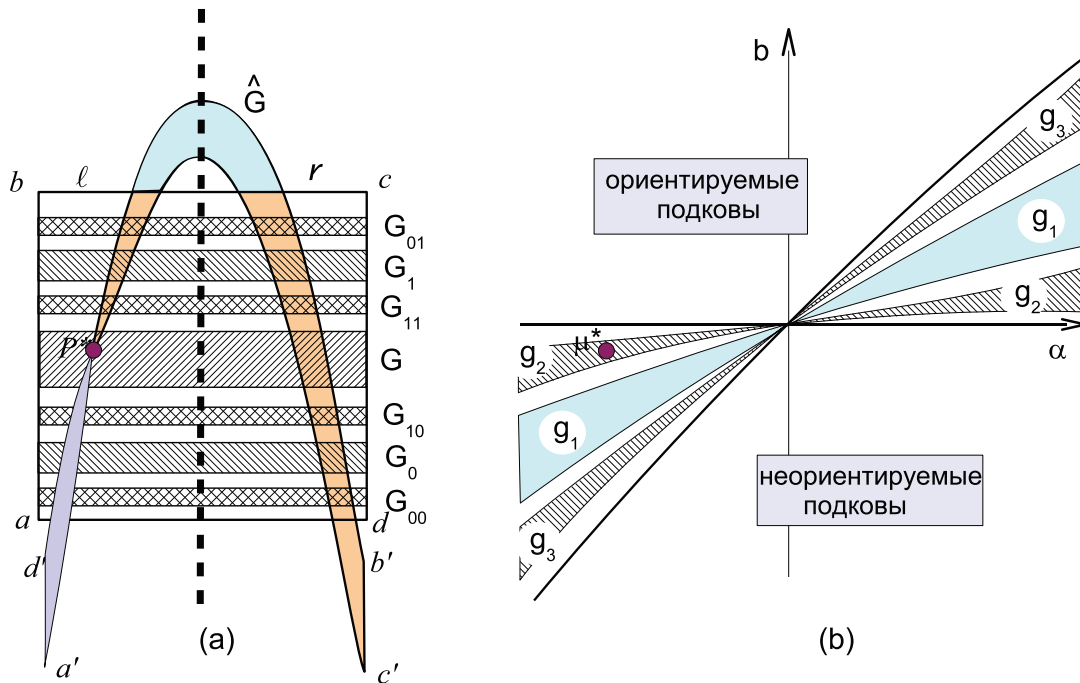 Ĝ
b
ℓ
r
c
G01
G1
G11
P*
G
G10
G0
G00
a
d
d′
b′
a′
c′
(a)
b
g3
ориентируемые
подковы
g1
g2
α
μ*
g2
g1
неориентируемые
подковы
g3
(b)